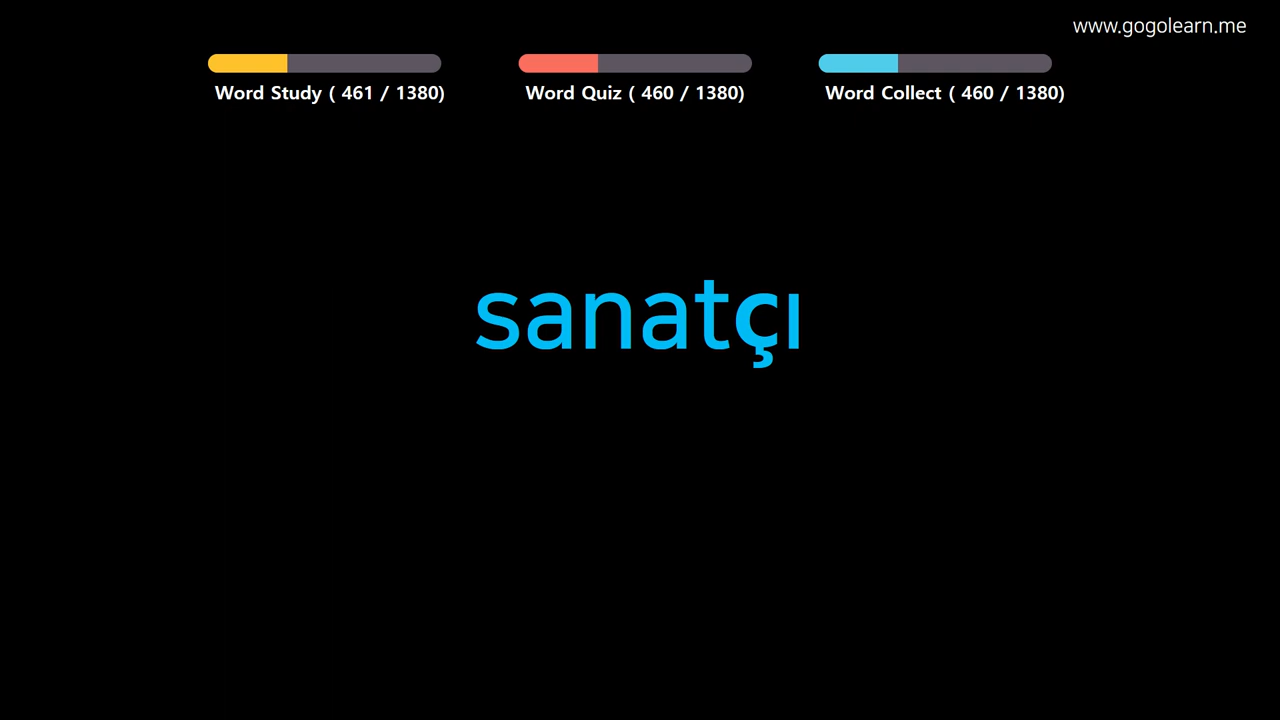 www.gogolearn.me
Word Study ( 461 / 1380)
Word Quiz ( 460 / 1380)
Word Collect ( 460 / 1380)
sanatçı